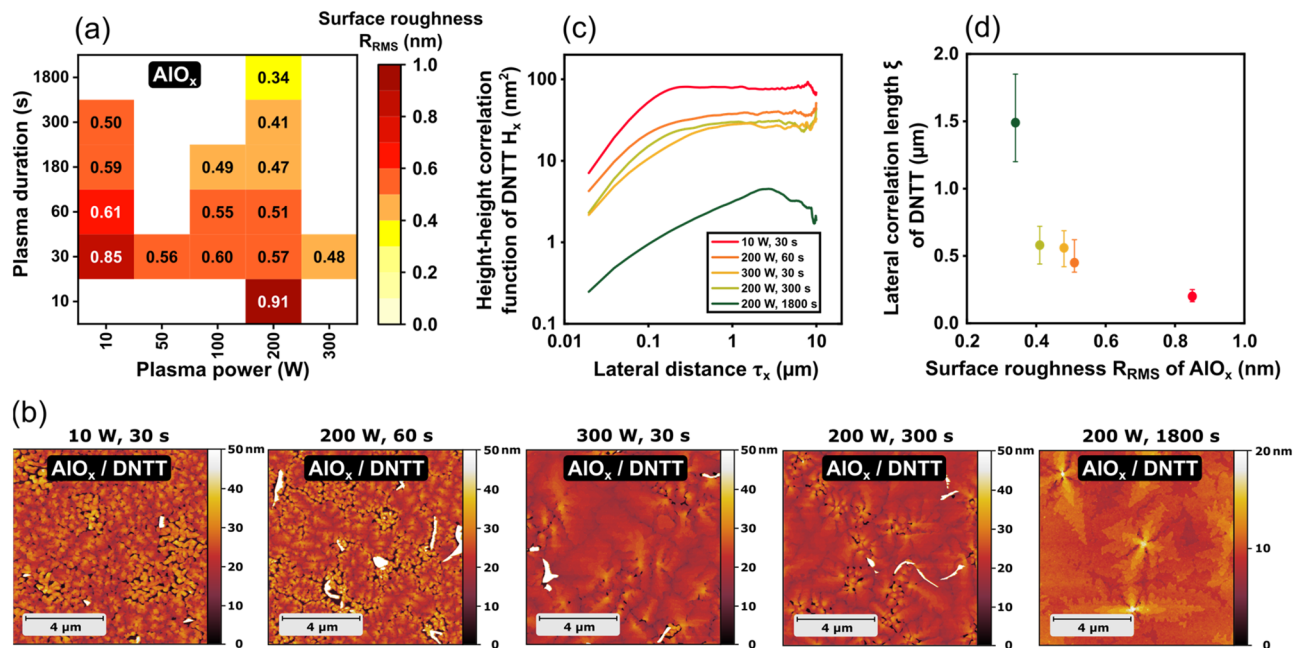 (a)
AlOx
Surface roughness
RRMS (nm)
Plasma duration (s)
1800
300
180
60
30
10
0.34
0.50
0.41
0.59
0.49
0.47
0.61
0.55
0.51
0.85
0.56
0.60
0.57
0.48
0.91
10
50
100
200
300
Plasma power (W)
1.0
0.8
0.6
0.4
0.2
0.0
(c)
Height-height correlation
function of DNTT Hx (nm²)
100
10
1
0.1
0.01
0.1
1
10
Lateral distance τx (µm)
10 W, 30 s
200 W, 60 s
300 W, 30 s
200 W, 300 s
200 W, 1800 s
(d)
Lateral correlation length ξ
of DNTT (µm)
2.0
1.5
1.0
0.5
0.0
0.2
0.4
0.6
0.8
1.0
Surface roughness RRMS of AlOx (nm)
(b)
10 W, 30 s
AlOx / DNTT
4 µm
50 nm
40
30
20
10
0
200 W, 60 s
AlOx / DNTT
4 µm
50 nm
40
30
20
10
0
300 W, 30 s
AlOx / DNTT
4 µm
50 nm
40
30
20
10
0
200 W, 300 s
AlOx / DNTT
4 µm
50 nm
40
30
20
10
0
200 W, 1800 s
AlOx / DNTT
4 µm
20 nm
10
0